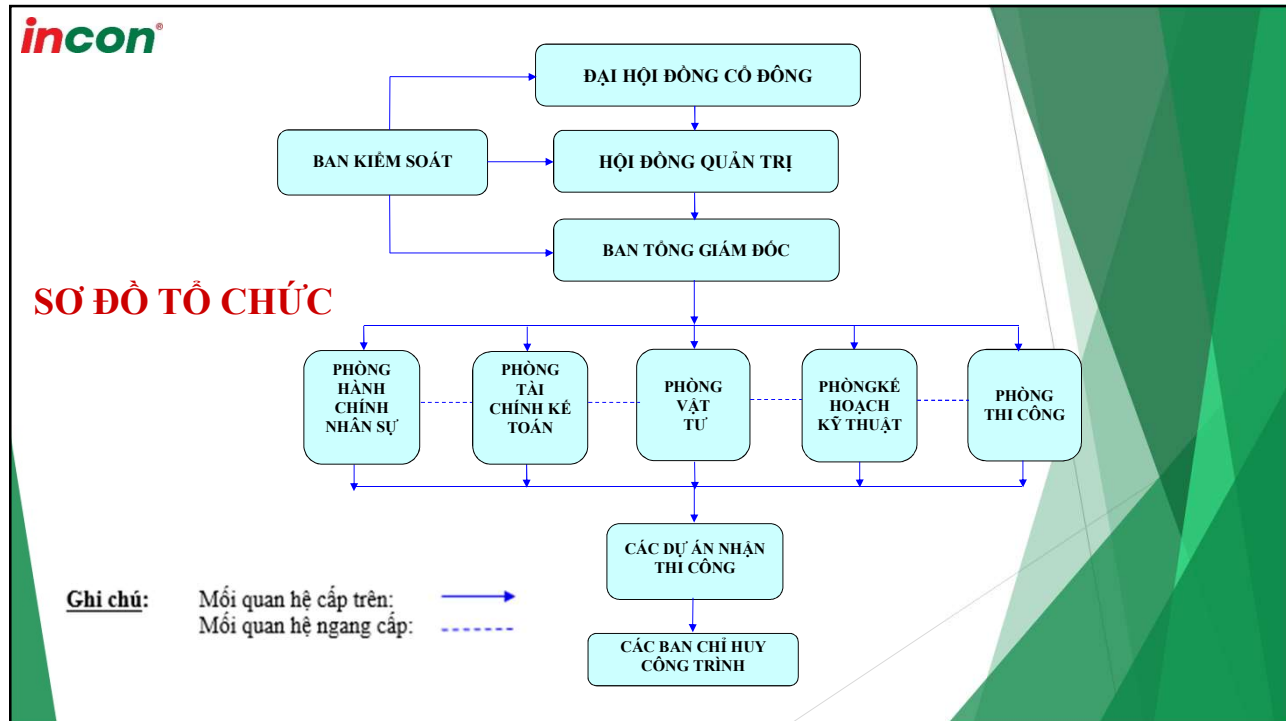 incon®
ĐẠI HỘI ĐỒNG CỔ ĐÔNG
BAN KIỂM SOÁT
HỘI ĐỒNG QUẢN TRỊ
BAN TỔNG GIÁM ĐỐC
SƠ ĐỒ TỔ CHỨC
PHÒNG
HÀNH
CHÍNH
NHÂN SỰ
PHÒNG
TÀI
CHÍNH KẾ
TOÁN
PHÒNG
VẬT
TƯ
PHÒNGKẾ
HOẠCH
KỸ THUẬT
PHÒNG
THI CÔNG
CÁC DỰ ÁN NHẬN
THI CÔNG
Ghi chú:
Mối quan hệ cấp trên:
Mối quan hệ ngang cấp:
CÁC BAN CHỈ HUY
CÔNG TRÌNH